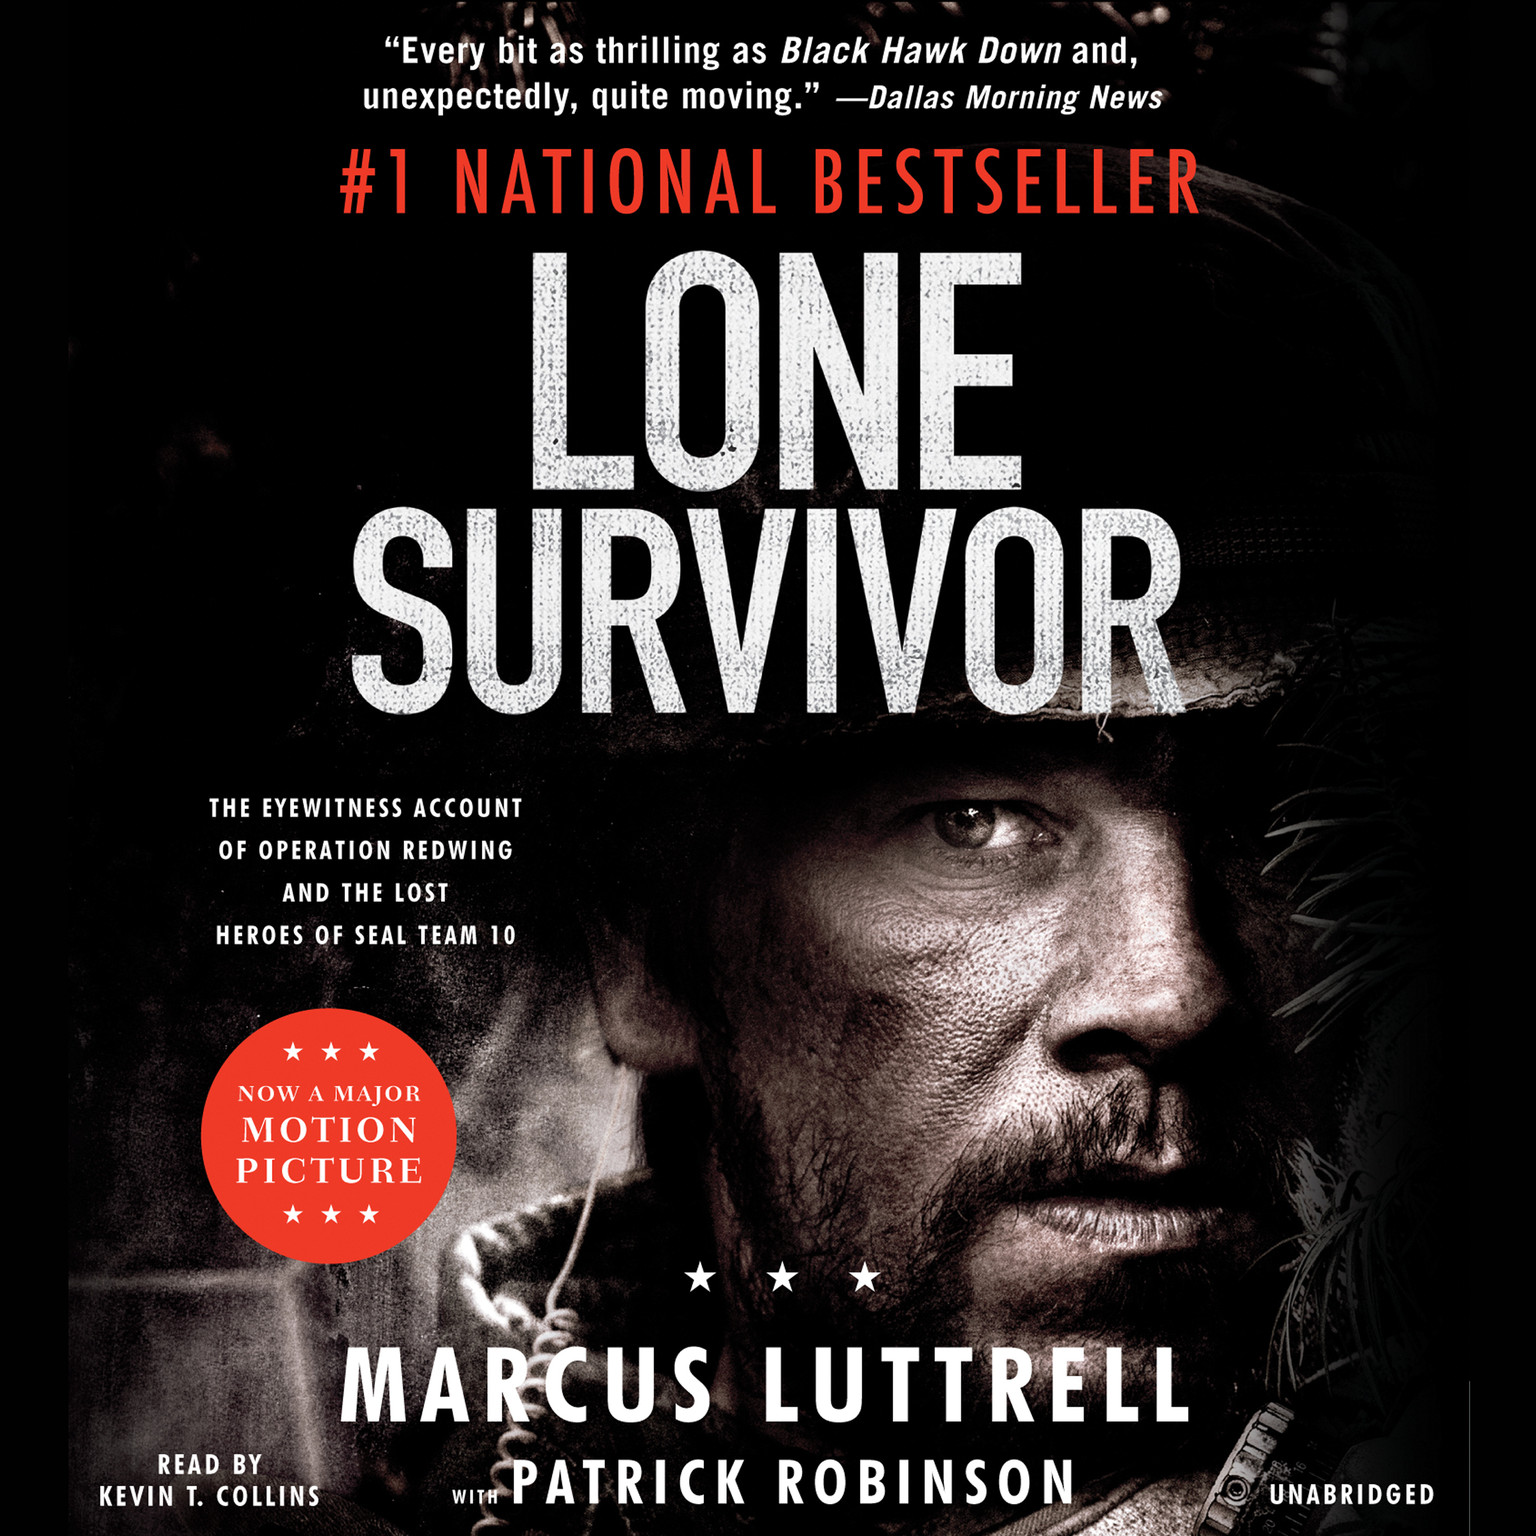 “Every bit as thrilling as Black Hawk Down and,
unexpectedly, quite moving.” —Dallas Morning News
#1 NATIONAL BESTSELLER
LONE
SURVIVOR
THE EYEWITNESS ACCOUNT
OF OPERATION REDWING
AND THE LOST
HEROES OF SEAL TEAM 10
NOW A MAJOR
MOTION
PICTURE
MARCUS LUTTRELL
WITH PATRICK ROBINSON
READ BY
KEVIN T. COLLINS
UNABRIDGED